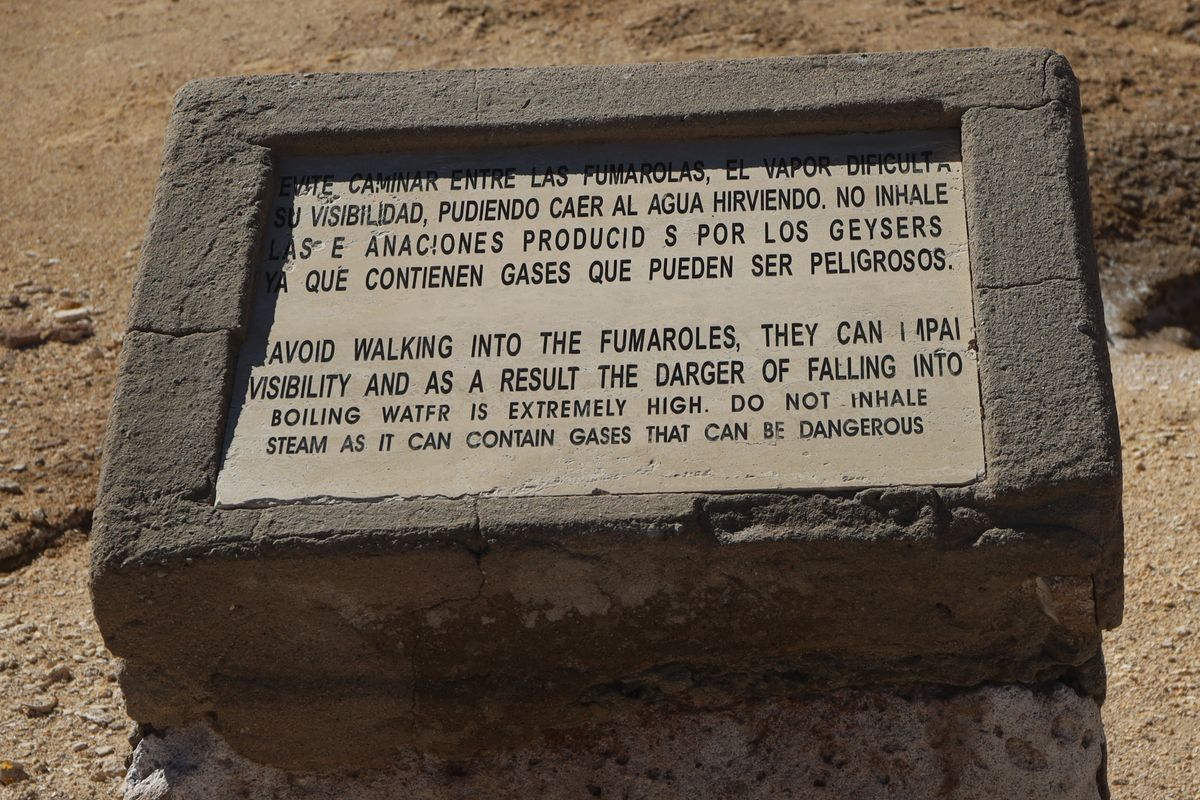 EVITE CAMINAR ENTRE LAS FUMAROLAS, EL VAPOR DIFICULTA
SU VISIBILIDAD, PUDIENDO CAER AL AGUA HIRVIENDO. NO INHALE
LAS E ANACIONES PRODUCID S POR LOS GEYSERS
YA QUE CONTIENEN GASES QUE PUEDEN SER PELIGROSOS.
AVOID WALKING INTO THE FUMAROLES, THEY CAN IMPAI
VISIBILITY AND AS A RESULT THE DARGER OF FALLING INTO
BOILING WATER IS EXTREMELY HIGH. DO NOT INHALE
STEAM AS IT CAN CONTAIN GASES THAT CAN BE DANGEROUS